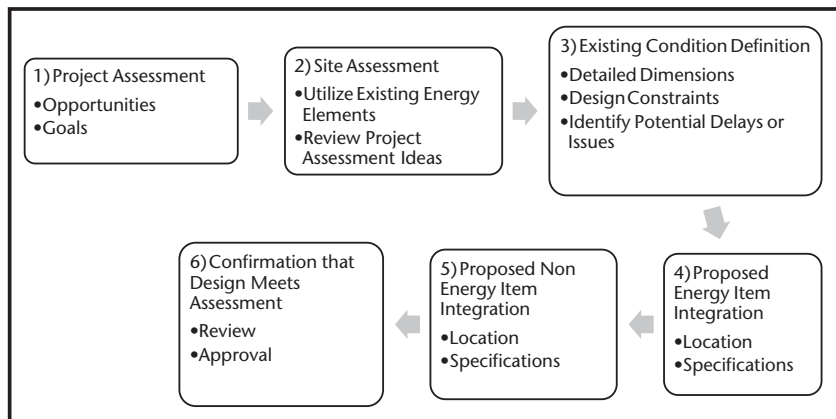 1) Project Assessment
•Opportunities
•Goals
2) Site Assessment
•Utilize Existing Energy
Elements
•Review Project
Assessment Ideas
3) Existing Condition Definition
•Detailed Dimensions
•Design Constraints
•Identify Potential Delays or
Issues
4) Proposed
Energy Item
Integration
•Location
•Specifications
5) Proposed Non
Energy Item
Integration
•Location
•Specifications
6) Confirmation that
Design Meets
Assessment
•Review
•Approval